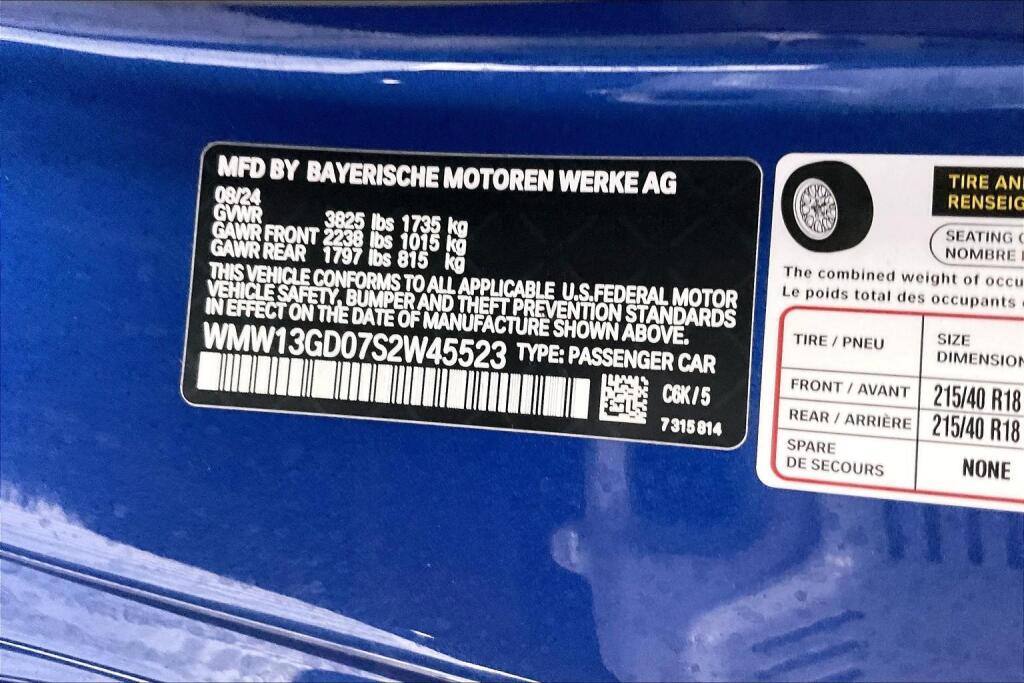 MFD BY BAYERISCHE MOTOREN WERKE AG
08/24
GVWR 3825 lbs 1735 kg
GAWR FRONT 2238 lbs 1015 kg
GAWR REAR 1797 lbs 815 kg
THIS VEHICLE CONFORMS TO ALL APPLICABLE U.S.FEDERAL MOTOR
VEHICLE SAFETY, BUMPER AND THEFT PREVENTION STANDARDS
IN EFFECT ON THE DATE OF MANUFACTURE SHOWN ABOVE.
WMW13GD07S2W45523 TYPE: PASSENGER CAR
C6K/5
7315814
TIRE AN
RENSEIG
SEATING
NOMBRE
The combined weight of occu
Le poids total des occupants
TIRE / PNEU SIZE
DIMENSION
FRONT / AVANT 215/40 R18
REAR / ARRIÈRE 215/40 R18
SPARE
DE SECOURS NONE